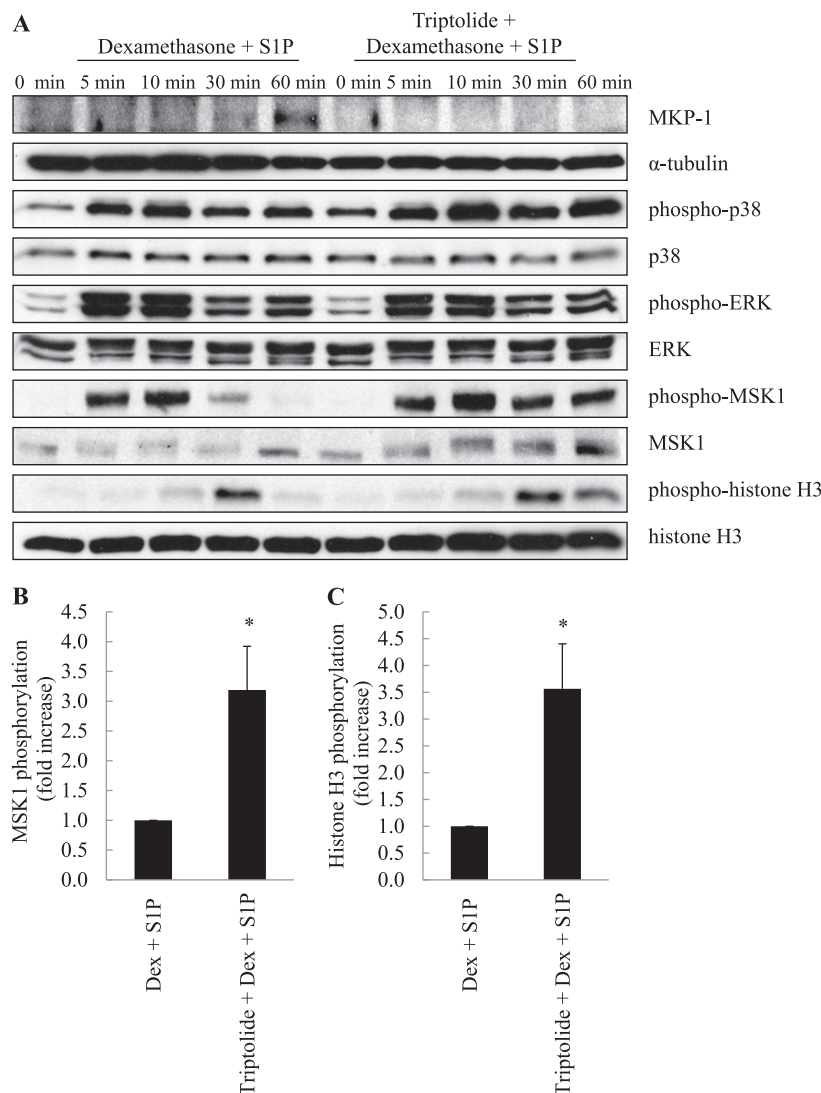 A
Dexamethasone + S1P
Triptolide +
Dexamethasone + S1P
0 min 5 min 10 min 30 min 60 min 0 min 5 min 10 min 30 min 60 min
MKP-1
α-tubulin
phospho-p38
p38
phospho-ERK
ERK
phospho-MSK1
MSK1
phospho-histone H3
histone H3
B
MSK1 phosphorylation
(fold increase)
4.5
4.0
3.5
3.0
2.5
2.0
1.5
1.0
0.5
0.0
*
Dex + S1P
Triptolide + Dex + S1P
C
Histone H3 phosphorylation
(fold increase)
5.0
4.5
4.0
3.5
3.0
2.5
2.0
1.5
1.0
0.5
0.0
*
Dex + S1P
Triptolide + Dex + S1P